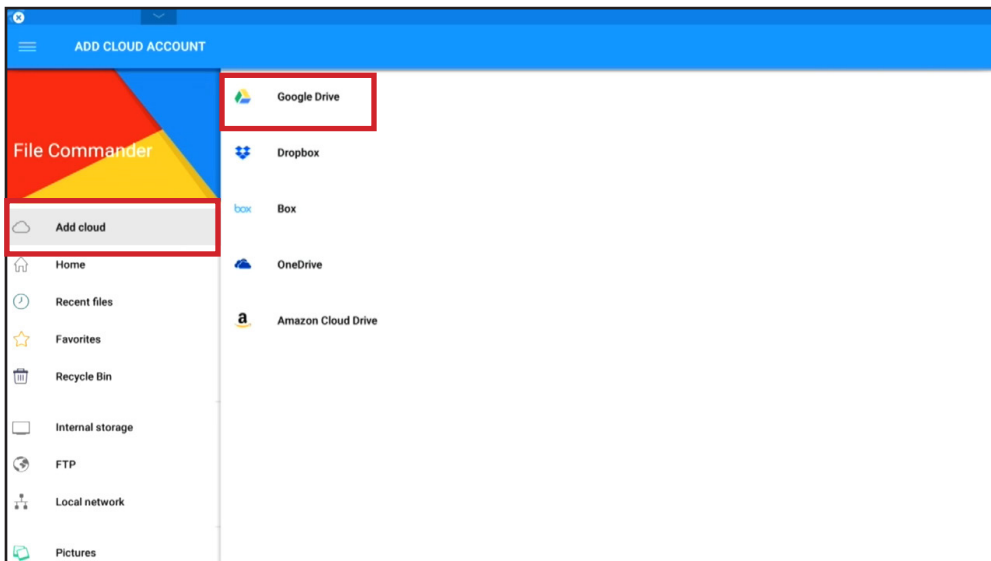 ADD CLOUD ACCOUNT
File Commander
Add cloud
Home
Recent files
Favorites
Recycle Bin
Internal storage
FTP
Local network
Pictures
Google Drive
Dropbox
box Box
OneDrive
a Amazon Cloud Drive